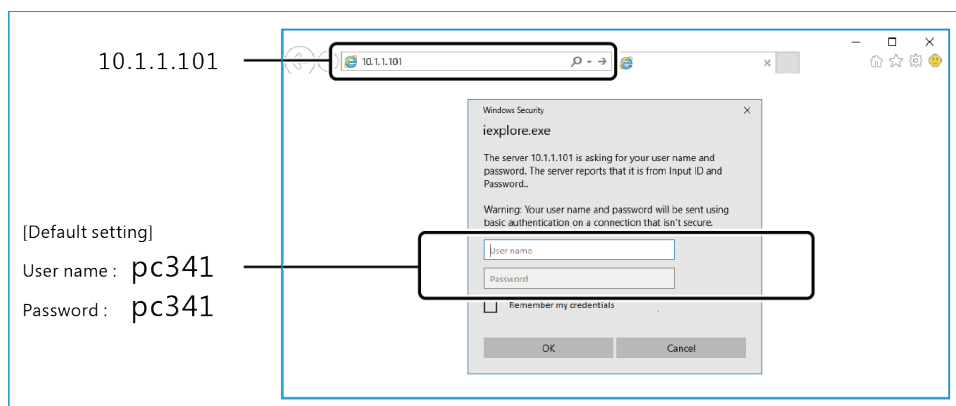 10.1.1.101
10.1.1.101
Windows Security
iexplore.exe
The server 10.1.1.101 is asking for your user name and
password. The server reports that it is from Input ID and
Password..
Warning: Your user name and password will be sent using
basic authentication on a connection that isn't secure.
[Default setting]
User name : pc341
Password : pc341
User name
Password
Remember my credentials
OK Cancel